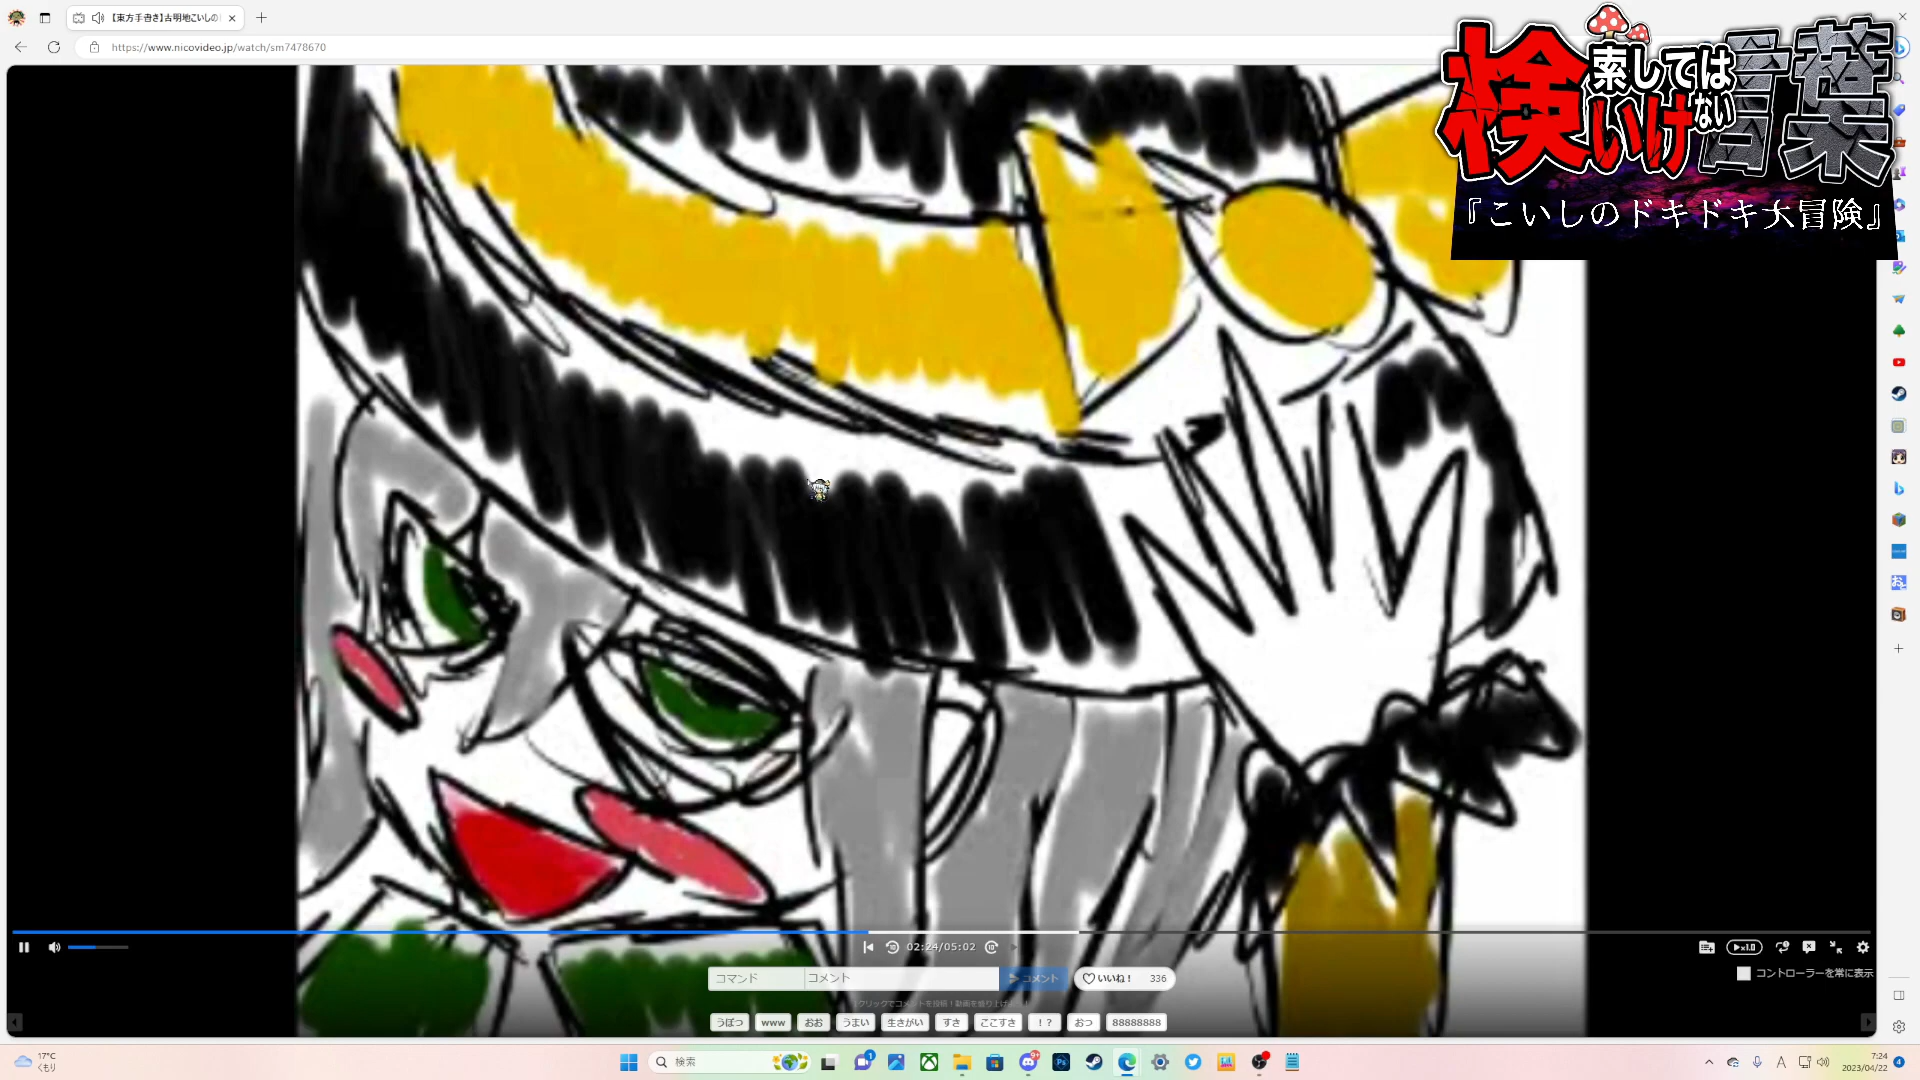 【東方手書き】古明地こいしの
https://www.nicovideo.jp/watch/sm7478670
検索してはいけない言葉
『こいしのドキドキ大冒険』
02:24/05:02
x1.0
コントローラーを常に表示
コマンド
コメント
コメント
いいね！
336
うぽつ
www
おお
うまい
生きがい
すき
ここすき
！？
おつ
88888888
17°C
くもり
検索
A
7:24
2023/04/22